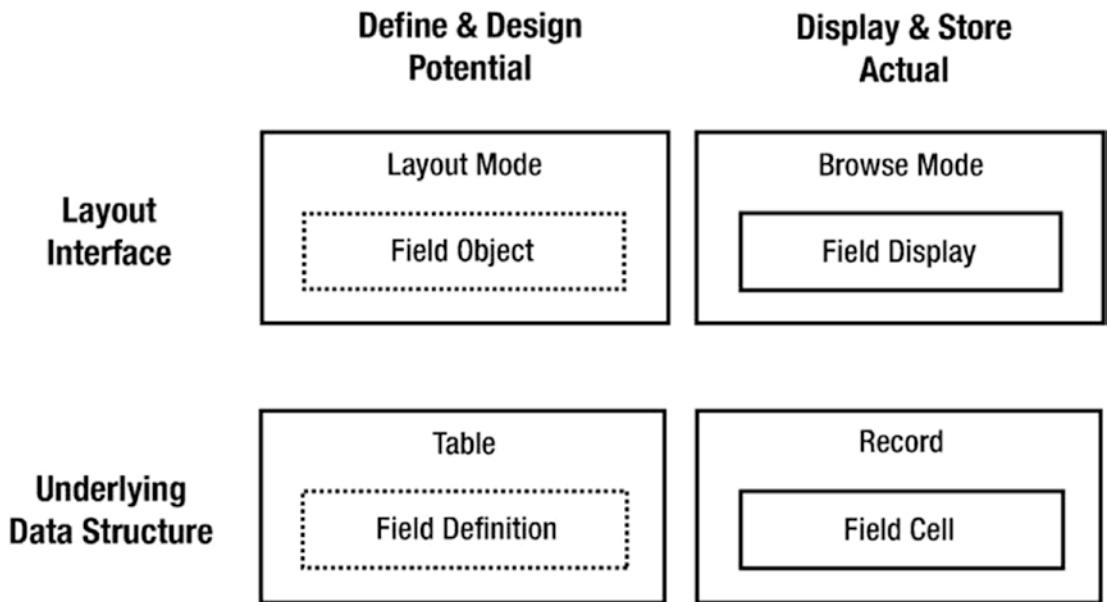 Define & Design
Potential
Display & Store
Actual
Layout
Interface
Layout Mode
Field Object
Browse Mode
Field Display
Underlying
Data Structure
Table
Field Definition
Record
Field Cell